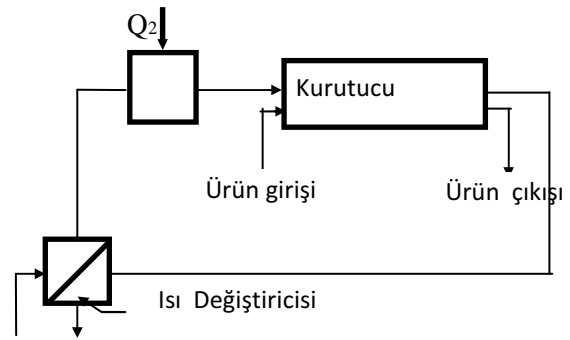 Q2
Kurutucu
Ürün girişi
Ürün çıkışı
Isı Değiştiricisi